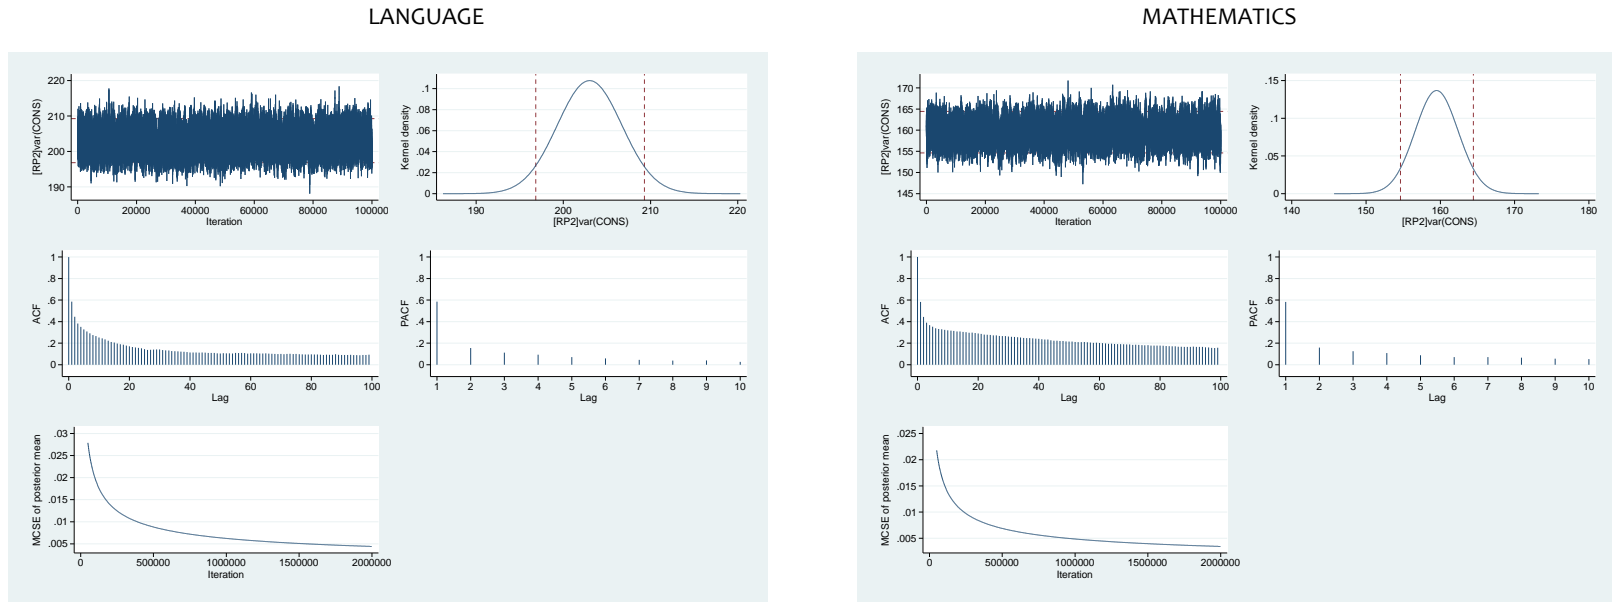 LANGUAGE
MATHEMATICS
[RP2]var(CONS)
220
210
200
190
0 20000 40000 60000 80000 100000
Iteration
Kernel density
.1
.08
.06
.04
.02
0
190 200 210 220
[RP2]var(CONS)
ACF
1
.8
.6
.4
.2
0
0 20 40 60 80 100
Lag
PACF
1
.8
.6
.4
.2
0
1 2 3 4 5 6 7 8 9 10
Lag
MCSE of posterior mean
.03
.025
.02
.015
.01
.005
0 500000 1000000 1500000 2000000
Iteration
[RP2]var(CONS)
170
165
160
155
150
145
0 20000 40000 60000 80000 100000
Iteration
Kernel density
.15
.1
.05
0
140 150 160 170 180
[RP2]var(CONS)
ACF
1
.8
.6
.4
.2
0
0 20 40 60 80 100
Lag
PACF
1
.8
.6
.4
.2
0
1 2 3 4 5 6 7 8 9 10
Lag
MCSE of posterior mean
.025
.02
.015
.01
.005
0 500000 1000000 1500000 2000000
Iteration